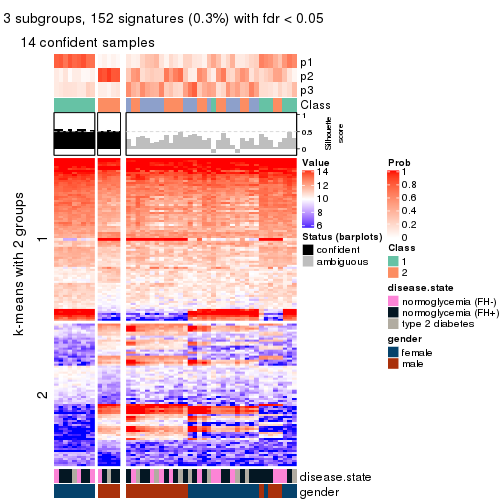 3 subgroups, 152 signatures (0.3%) with fdr < 0.05
14 confident samples
p1
p2
p3
Class
1
0.5
0
Silhouette
score
k-means with 2 groups
1
2
Value
14
12
10
8
6
Status (barplots)
confident
ambiguous
Prob
1
0.8
0.6
0.4
0.2
0
Class
1
2
disease.state
normoglycemia (FH-)
normoglycemia (FH+)
type 2 diabetes
gender
female
male
disease.state
gender